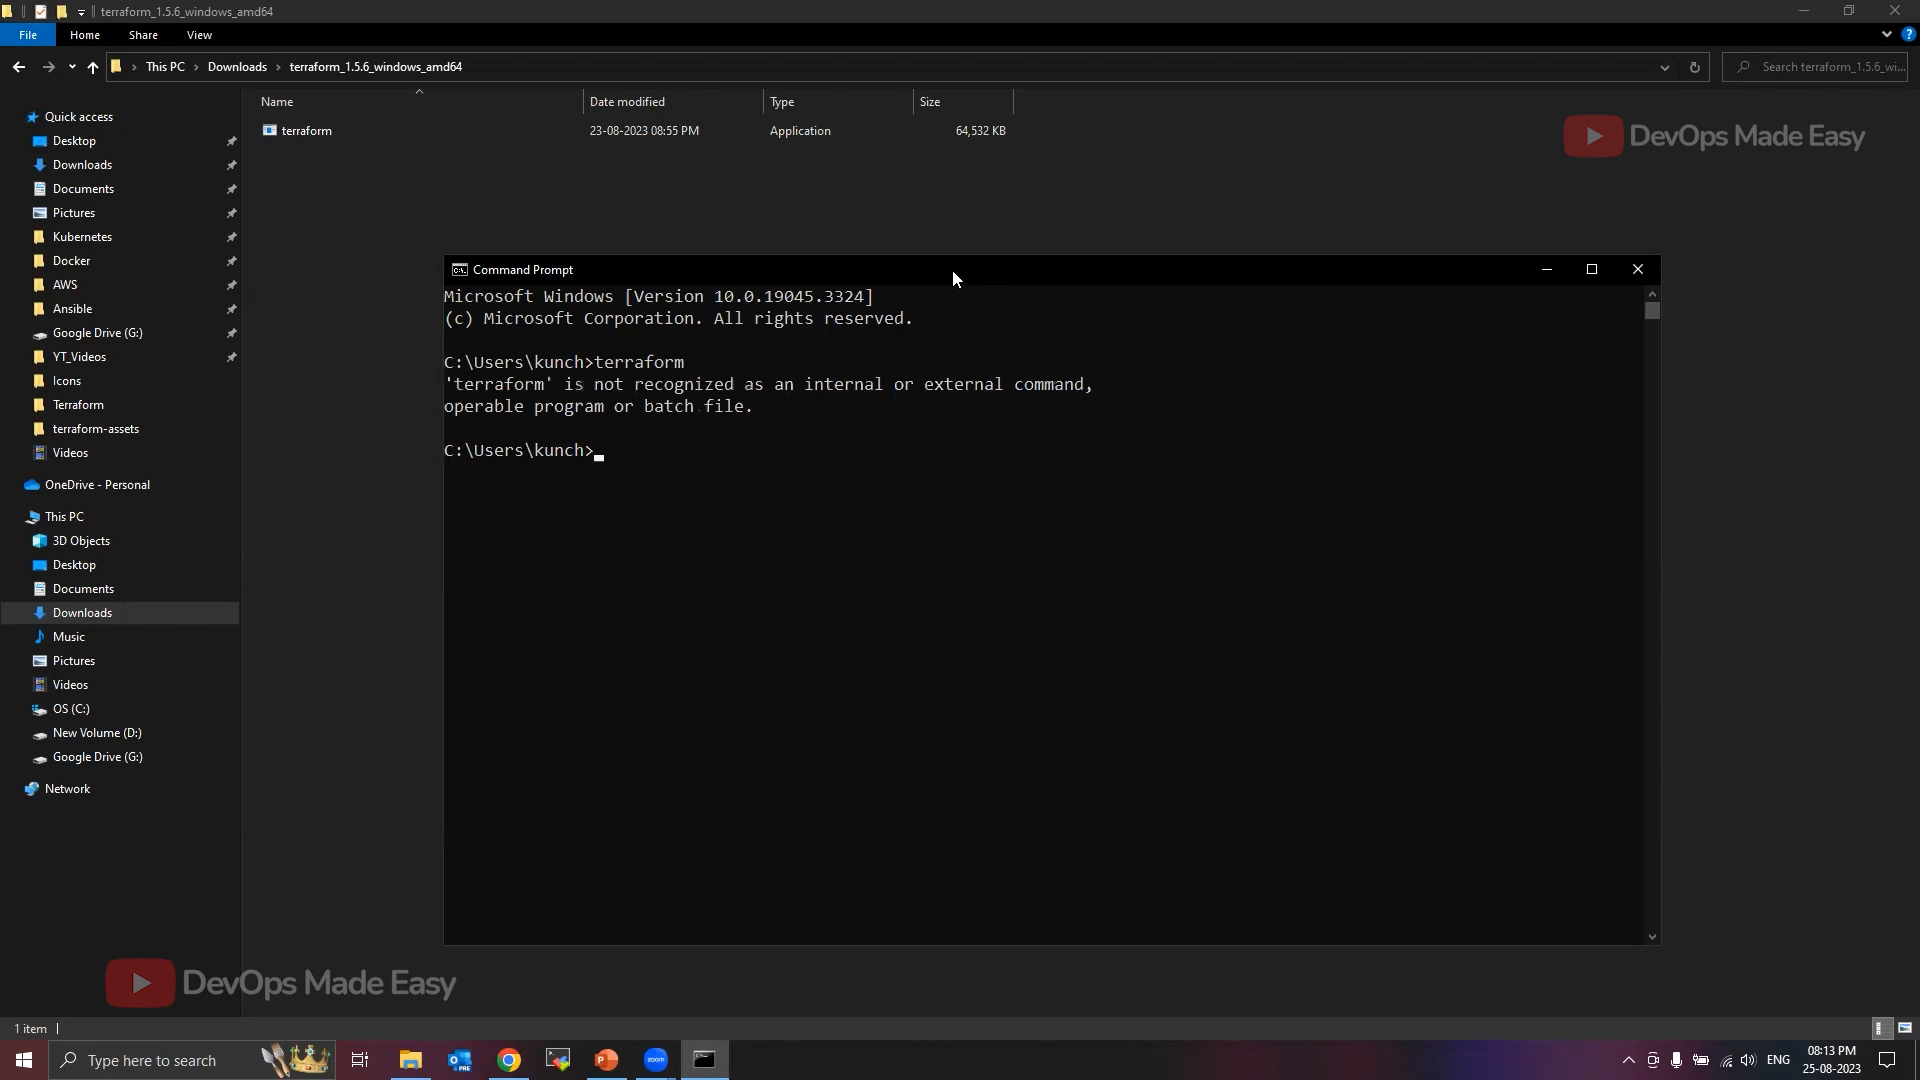 terraform_1.5.6_windows_amd64
File Home Share View
This PC Downloads terraform_1.5.6_windows_amd64
Search terraform_1.5.6_wi...
Name Date modified Type Size
terraform 23-08-2023 08:55 PM Application 64,532 KB
DevOps Made Easy
Quick access
Desktop
Downloads
Documents
Pictures
Kubernetes
Docker
AWS
Ansible
Google Drive (G:)
YT_Videos
Icons
Terraform
terraform-assets
Videos
OneDrive - Personal
This PC
3D Objects
Desktop
Documents
Downloads
Music
Pictures
Videos
OS (C:)
New Volume (D:)
Google Drive (G:)
Network
Command Prompt
Microsoft Windows [Version 10.0.19045.3324]
(c) Microsoft Corporation. All rights reserved.
C:\Users\kunch>terraform
'terraform' is not recognized as an internal or external command,
operable program or batch file.
C:\Users\kunch>
DevOps Made Easy
1 item
Type here to search
zoom
ENG
08:13 PM
25-08-2023